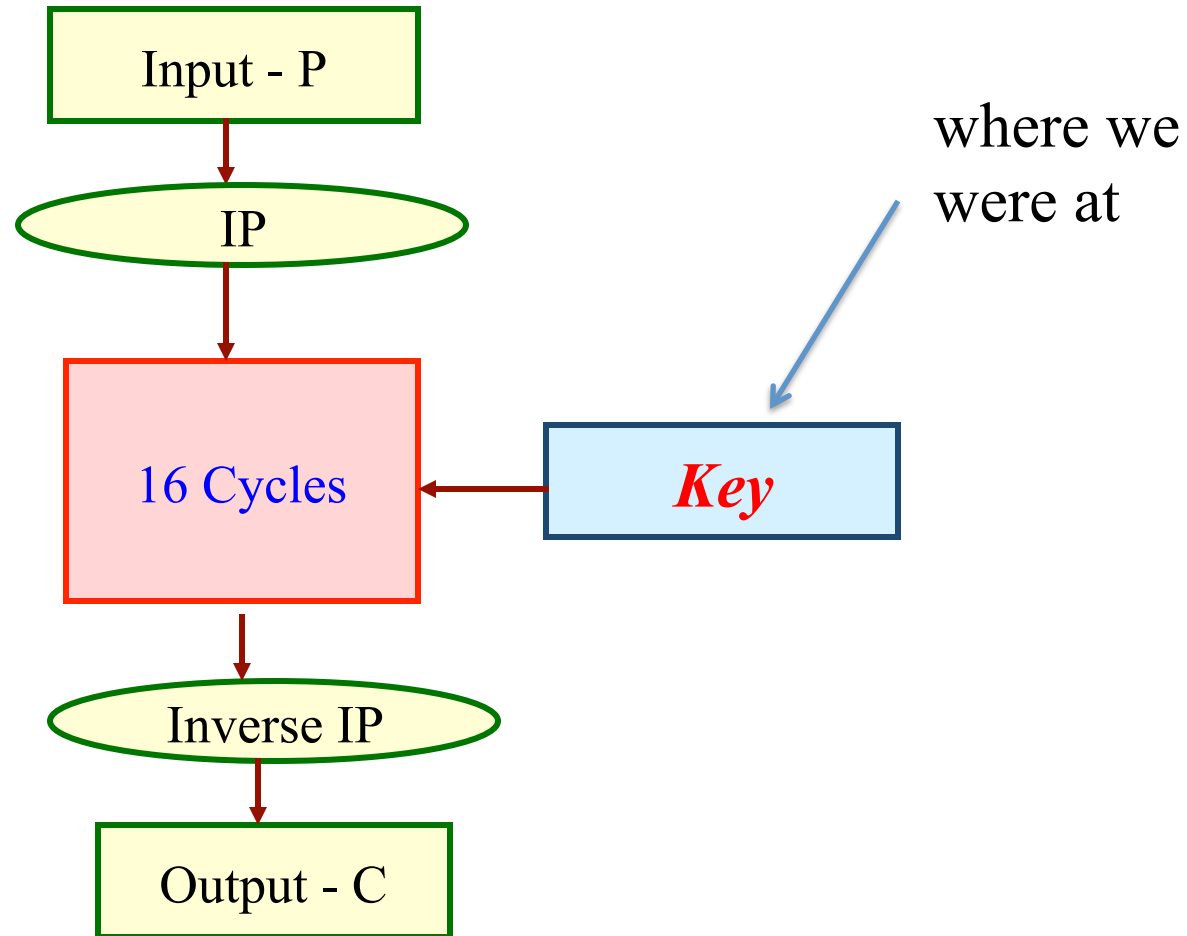 Input - P
where we
were at
IP
16 Cycles
Key
Inverse IP
Output - C